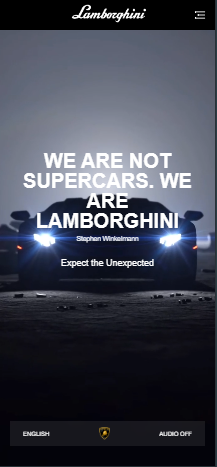 Lamborghini
WE ARE NOT
SUPERCARS. WE
ARE
LAMBORGHINI
Stephan Winkelmann
Expect the Unexpected
ENGLISH
AUDIO OFF